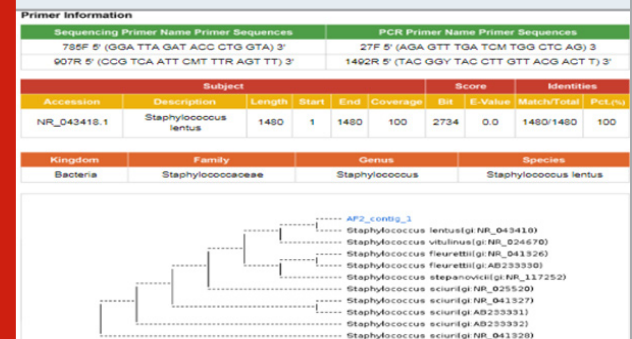 Primer Information
Sequencing Primer Name Primer Sequences PCR Primer Name Primer Sequences
785F 5' (GGA TTA GAT ACC CTG GTA) 3' 27F 5' (AGA GTT TGA TCM TGG CTC AG) 3
907R 5' (CCG TCA ATT CMT TTR AGT TT) 3' 1492R 5' (TAC GGY TAC CTT GTT ACG ACT T) 3'
Subject Score Identities
Accession Description Length Start End Coverage Bit E-Value Match/Total Pct.(%)
NR_043418.1 Staphylococcus lentus 1480 1 1480 100 2734 0.0 1480/1480 100
Kingdom Family Genus Species
Bacteria Staphylococcaceae Staphylococcus Staphylococcus lentus
AF2_contig_1
Staphylococcus lentus(gi:NR_043418)
Staphylococcus vitulinus(gi:NR_024670)
Staphylococcus fleurettii(gi:NR_041326)
Staphylococcus fleurettii(gi:AB233330)
Staphylococcus stepanovicii(gi:NR_117252)
Staphylococcus sciuri(gi:NR_025520)
Staphylococcus sciuri(gi:NR_041327)
Staphylococcus sciuri(gi:AB233331)
Staphylococcus sciuri(gi:AB233332)
Staphylococcus sciuri(gi:NR_041328)